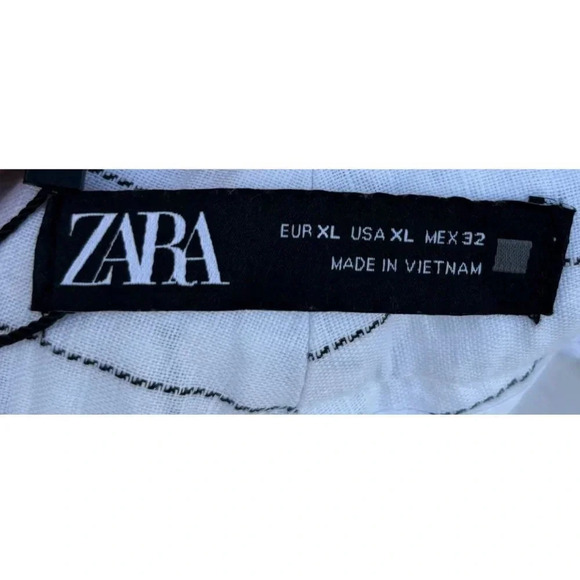 ZARA
EUR XL USA XL MEX 32
MADE IN VIETNAM